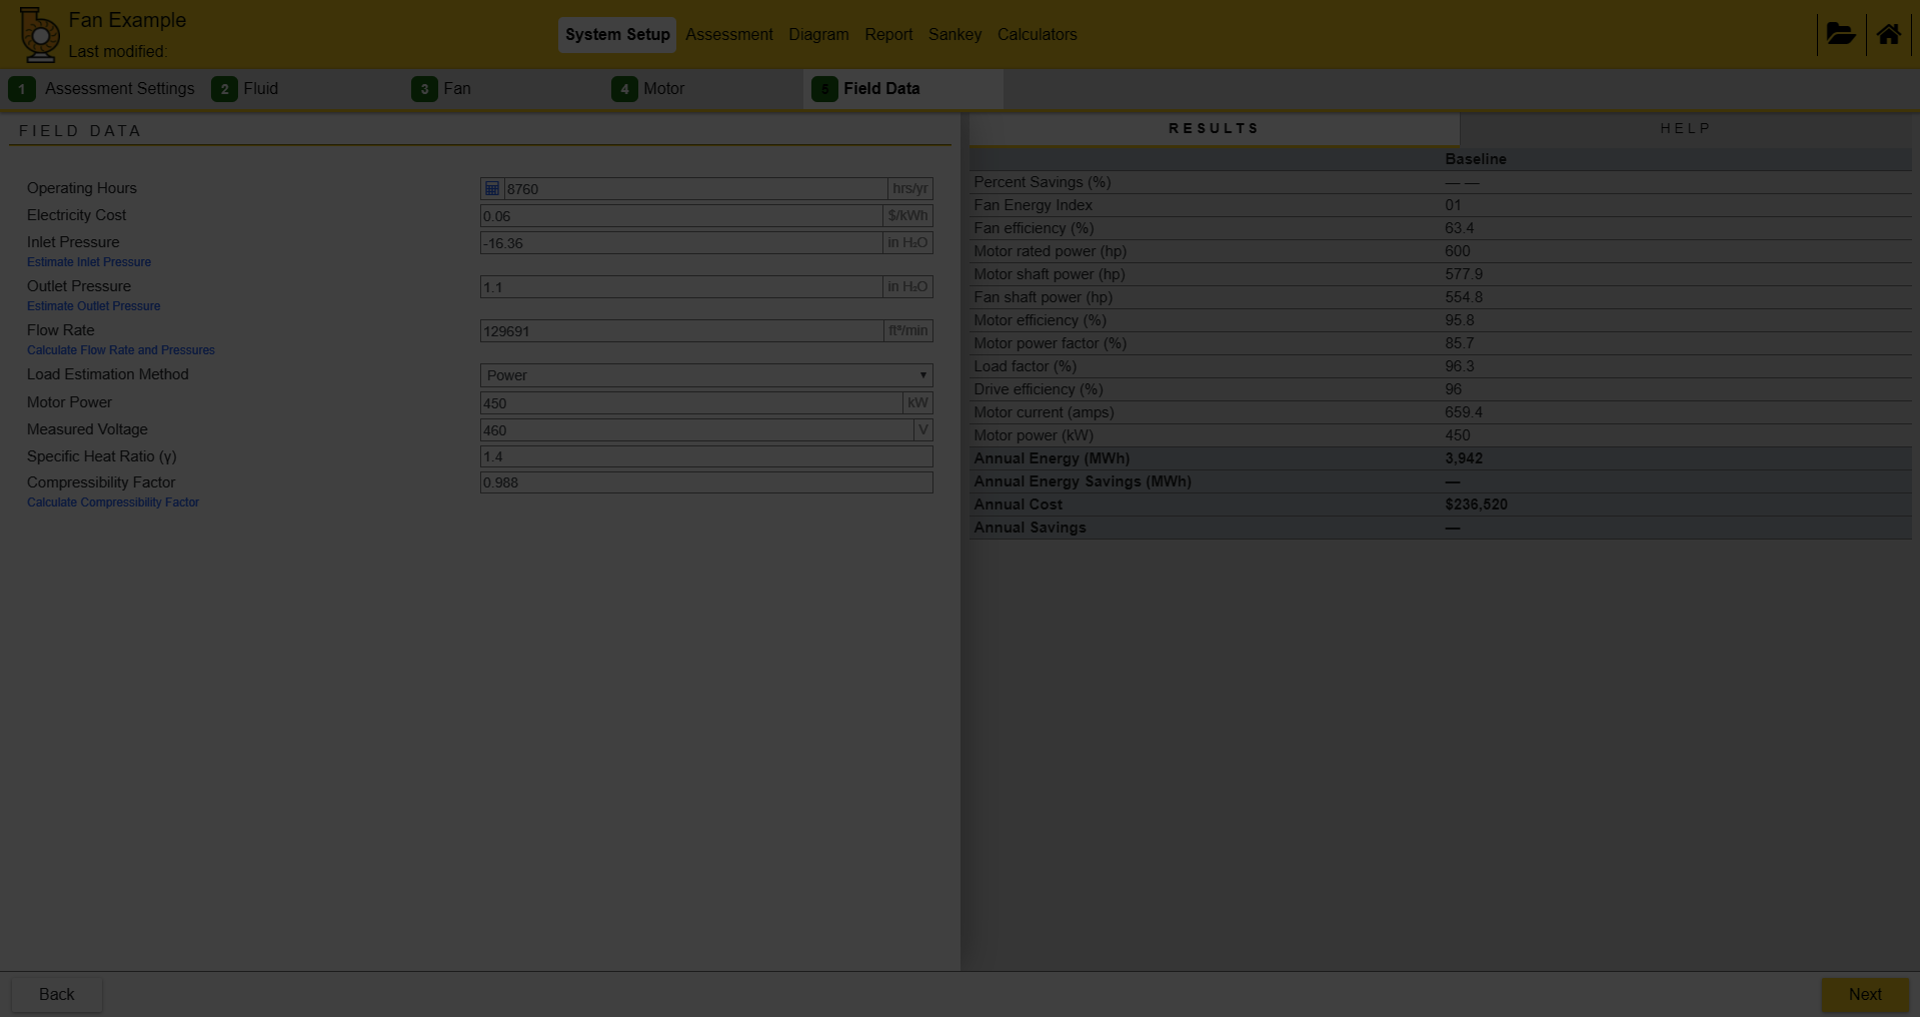 Fan Example
Last modified:
System Setup Assessment Diagram Report Sankey Calculators
1 Assessment Settings 2 Fluid 3 Fan 4 Motor 5 Field Data
FIELD DATA
Operating Hours 8760 hrs/yr
Electricity Cost 0.06 $/kWh
Inlet Pressure -16.36 in H₂O
Estimate Inlet Pressure
Outlet Pressure 1.1 in H₂O
Estimate Outlet Pressure
Flow Rate 129691 ft³/min
Calculate Flow Rate and Pressures
Load Estimation Method Power
Motor Power 450 kW
Measured Voltage 460 V
Specific Heat Ratio (γ) 1.4
Compressibility Factor 0.988
Calculate Compressibility Factor
RESULTS HELP
Baseline
Percent Savings (%) — —
Fan Energy Index 01
Fan efficiency (%) 63.4
Motor rated power (hp) 600
Motor shaft power (hp) 577.9
Fan shaft power (hp) 554.8
Motor efficiency (%) 95.8
Motor power factor (%) 85.7
Load factor (%) 96.3
Drive efficiency (%) 96
Motor current (amps) 659.4
Motor power (kW) 450
Annual Energy (MWh) 3,942
Annual Energy Savings (MWh) —
Annual Cost $236,520
Annual Savings —
Back Next